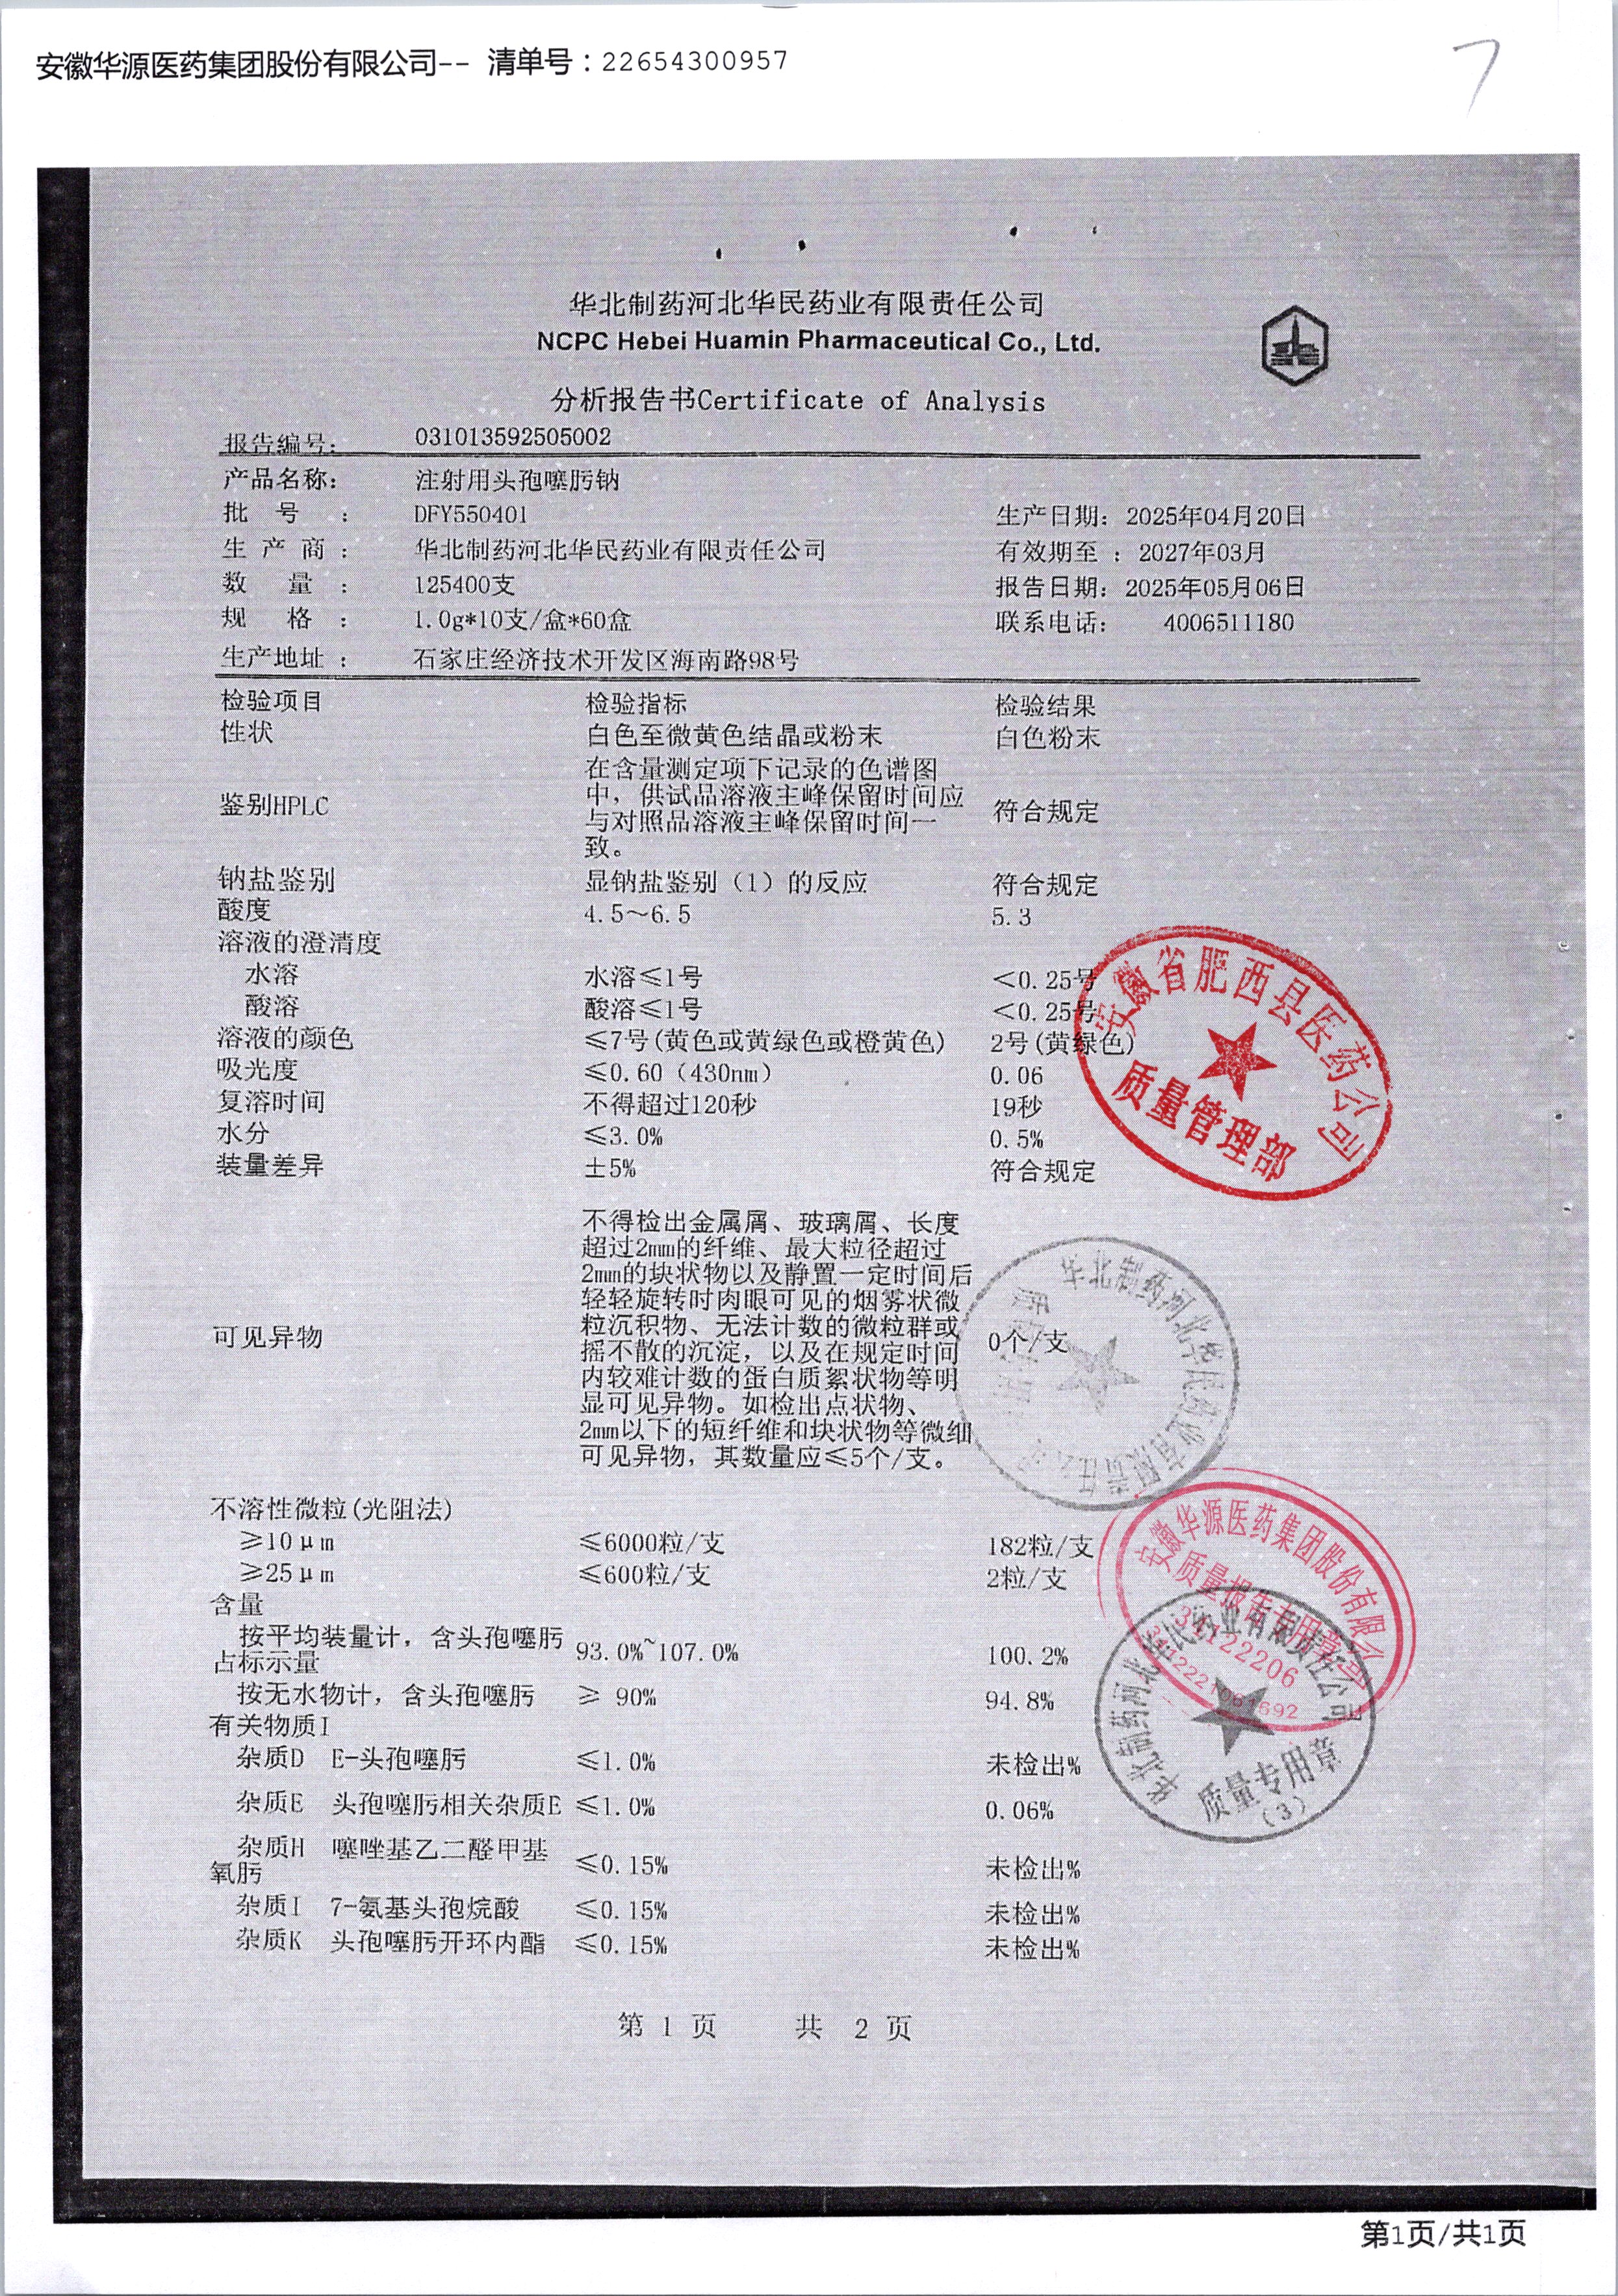 安徽华源医药集团股份有限公司-- 清单号：22654300957
7
华北制药河北华民药业有限责任公司
NCPC Hebei Huamin Pharmaceutical Co., Ltd.
分析报告书Certificate of Analysis
报告编号: 031013592505002
产品名称: 注射用头孢噻肟钠
批 号 : DFY550401 生产日期: 2025年04月20日
生 产 商 : 华北制药河北华民药业有限责任公司 有效期至 : 2027年03月
数 量 : 125400支 报告日期: 2025年05月06日
规 格 : 1.0g*10支/盒*60盒 联系电话: 4006511180
生产地址 : 石家庄经济技术开发区海南路98号
检验项目 检验指标 检验结果
性状 白色至微黄色结晶或粉末 白色粉末
在含量测定项下记录的色谱图
鉴别HPLC 中，供试品溶液主峰保留时间应 符合规定
与对照品溶液主峰保留时间一
致。
钠盐鉴别 显钠盐鉴别（1）的反应 符合规定
酸度 4.5~6.5 5.3
溶液的澄清度
水溶 水溶≤1号 <0.25号
酸溶 酸溶≤1号 <0.25号
溶液的颜色 ≤7号(黄色或黄绿色或橙黄色) 2号(黄绿色)
吸光度 ≤0.60（430nm） 0.06
复溶时间 不得超过120秒 19秒
水分 ≤3.0% 0.5%
装量差异 ±5% 符合规定
安徽省肥西县医药公司
质量管理部
不得检出金属屑、玻璃屑、长度
超过2mm的纤维、最大粒径超过
2mm的块状物以及静置一定时间后
轻轻旋转时肉眼可见的烟雾状微
粒沉积物、无法计数的微粒群或
可见异物 摇不散的沉淀，以及在规定时间 0个/支
内较难计数的蛋白质絮状物等明
显可见异物。如检出点状物、
2mm以下的短纤维和块状物等微细
可见异物，其数量应≤5个/支。
华北制药河北华民药业有限责任公司
不溶性微粒(光阻法)
≥10μm ≤6000粒/支 182粒/支
≥25μm ≤600粒/支 2粒/支
含量
按平均装量计，含头孢噻肟
占标示量 93.0%~107.0% 100.2%
按无水物计，含头孢噻肟 ≥ 90% 94.8%
安徽华源医药集团股份有限公司
质量报告专用章
34122206
有关物质I
杂质D E-头孢噻肟 ≤1.0% 未检出%
杂质E 头孢噻肟相关杂质E ≤1.0% 0.06%
杂质H 噻唑基乙二醛甲基
氧肟 ≤0.15% 未检出%
杂质I 7-氨基头孢烷酸 ≤0.15% 未检出%
杂质K 头孢噻肟开环内酯 ≤0.15% 未检出%
华北制药河北华民药业有限责任公司
质量专用章
(3)
第 1 页 共 2 页
第1页/共1页